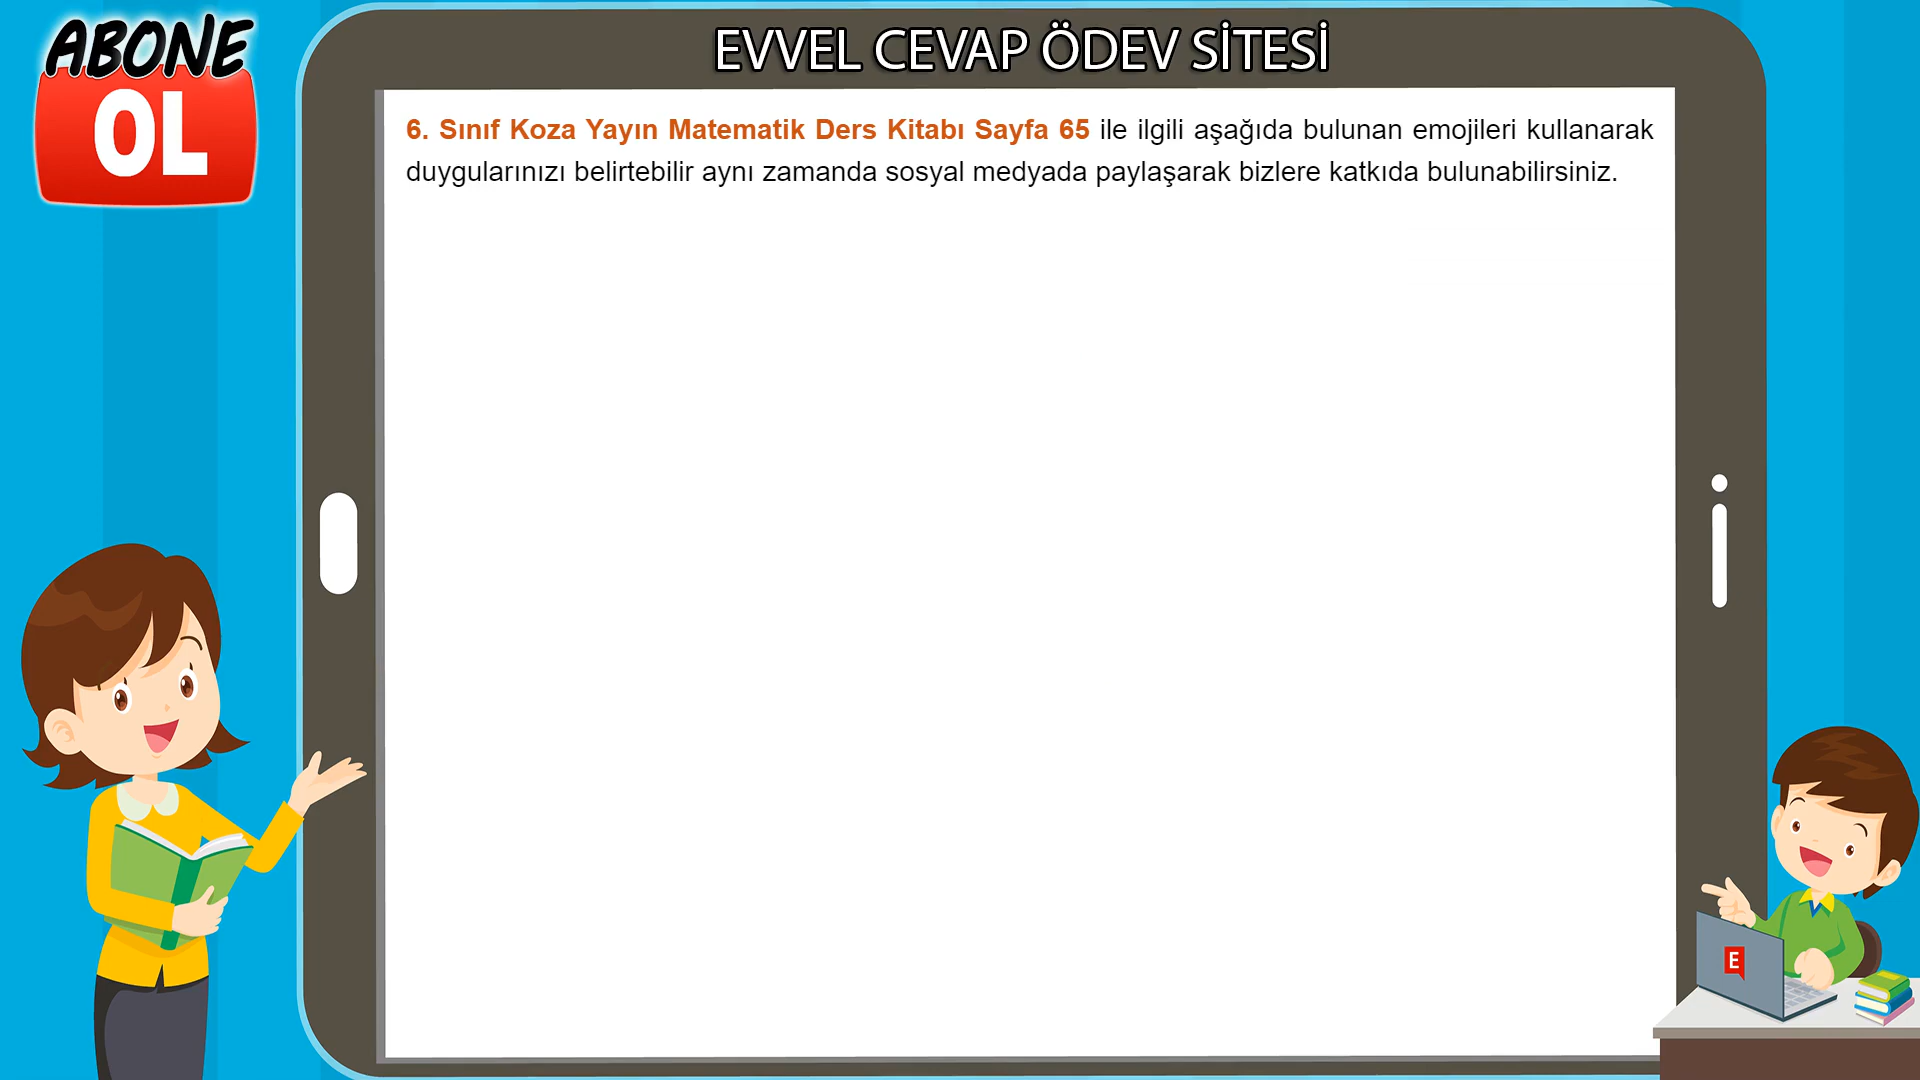 ABONE
OL
EVVEL CEVAP ÖDEV SİTESİ
6. Sınıf Koza Yayın Matematik Ders Kitabı Sayfa 65 ile ilgili aşağıda bulunan emojileri kullanarak
duygularınızı belirtebilir aynı zamanda sosyal medyada paylaşarak bizlere katkıda bulunabilirsiniz.
E